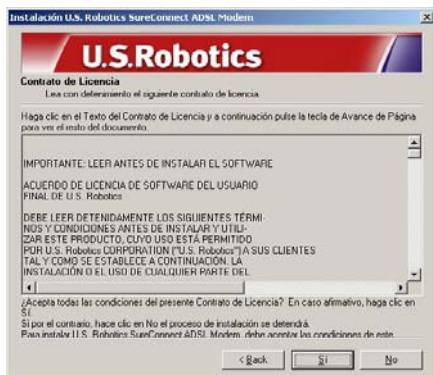 Instalación U.S. Robotics SureConnect ADSL Modem
U.S.Robotics
Contrato de Licencia
Lea con detenimiento el siguiente contrato de licencia.
Haga clic en el Texto del Contrato de Licencia y a continuación pulse la tecla de Avance de Página
para ver el resto del documento.
IMPORTANTE: LEER ANTES DE INSTALAR EL SOFTWARE
ACUERDO DE LICENCIA DE SOFTWARE DEL USUARIO
FINAL DE U.S. Robotics
DEBE LEER DETENIDAMENTE LOS SIGUIENTES TÉRMI-
NOS Y CONDICIONES ANTES DE INSTALAR Y UTILI-
ZAR ESTE PRODUCTO, CUYO USO ESTÁ PERMITIDO
POR U.S. Robotics CORPORATION ("U.S. Robotics") A SUS CLIENTES
TAL Y COMO SE ESTABLECE A CONTINUACIÓN. LA
INSTALACIÓN O EL USO DE CUALQUIER PARTE DEL
¿Acepta todas las condiciones del presente Contrato de Licencia? En caso afirmativo, haga clic en
Sí.
Si por el contrario, hace clic en No el proceso de instalación se detendrá.
Para instalar U.S. Robotics SureConnect ADSL Modem, debe aceptar las condiciones de este
< Back
Sí
No